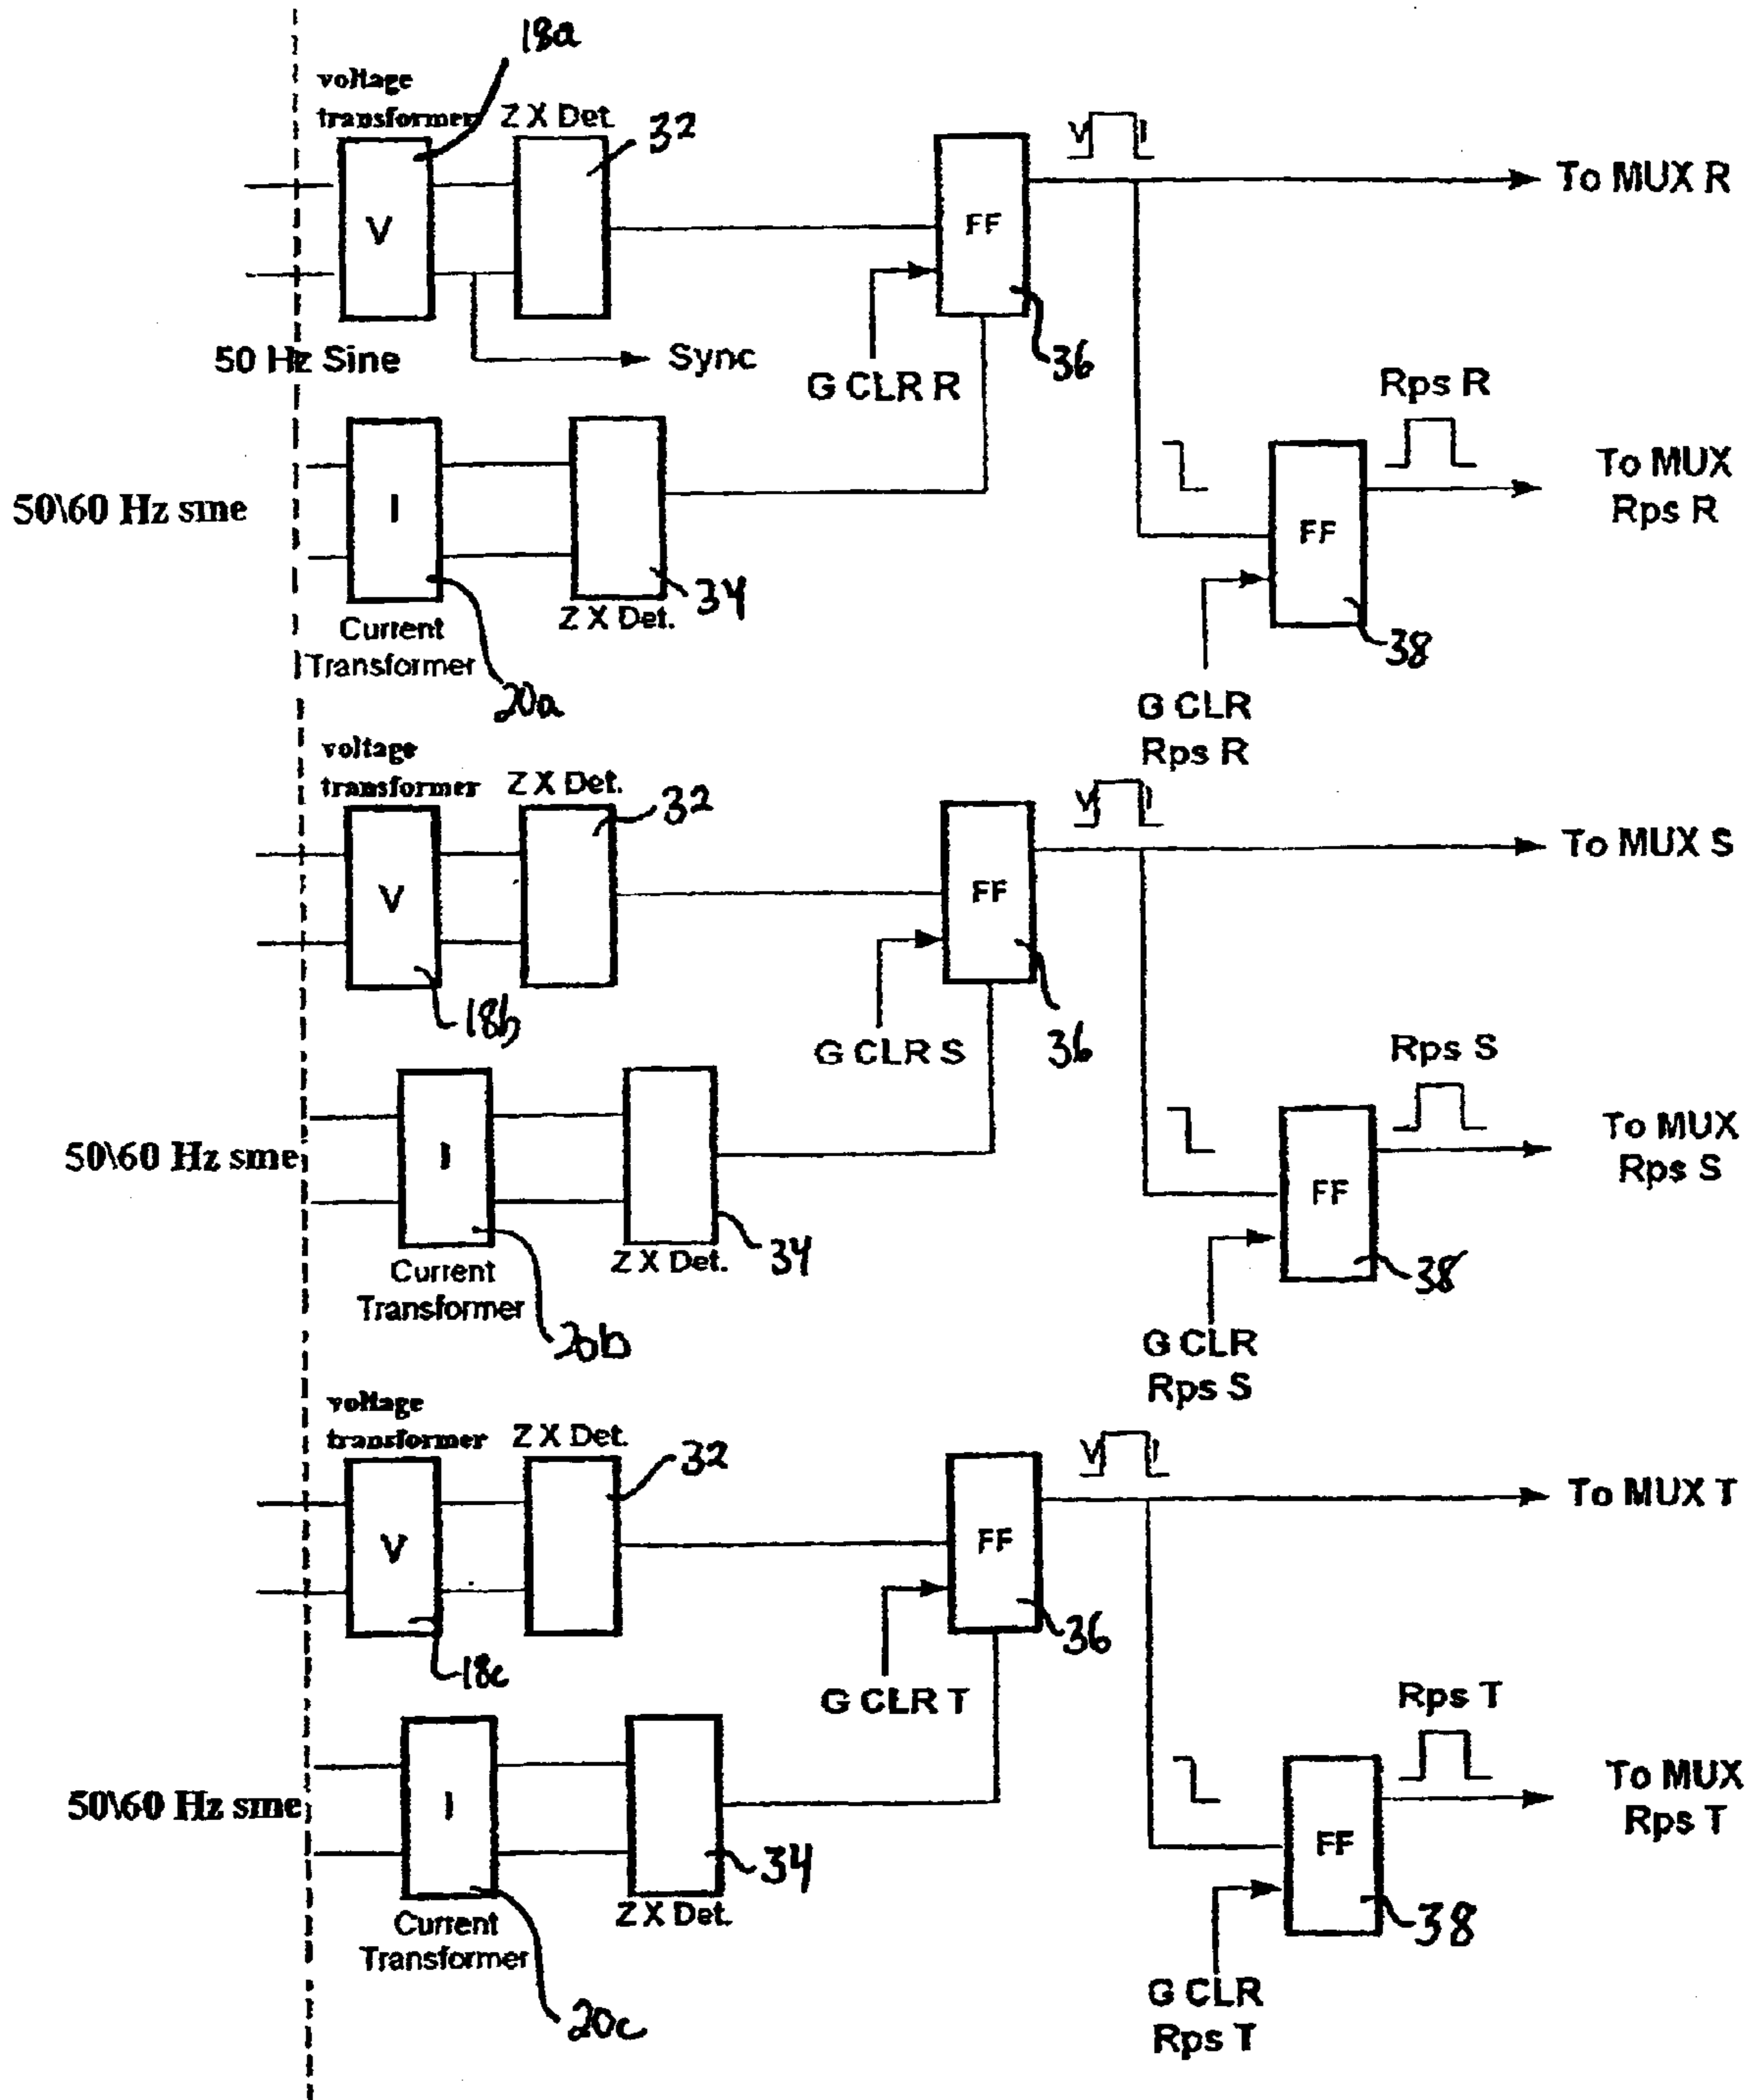 18a
voltage
transformer
Z X Det.
32
V
FF
V I
To MUX R
50 Hz Sine
Sync
G CLR R
36
Rps R
50\60 Hz sine
I
34
Z X Det.
FF
To MUX
Rps R
Current
Transformer
20a
38
G CLR
Rps R
voltage
transformer
Z X Det.
32
V
FF
V I
To MUX S
18b
G CLR S
36
Rps S
50\60 Hz sine
I
34
Z X Det.
FF
To MUX
Rps S
Current
Transformer
20b
38
G CLR
Rps S
voltage
transformer
Z X Det.
32
V
FF
V I
To MUX T
18c
G CLR T
36
Rps T
50\60 Hz sine
I
34
Z X Det.
FF
To MUX
Rps T
Current
Transformer
20c
38
G CLR
Rps T